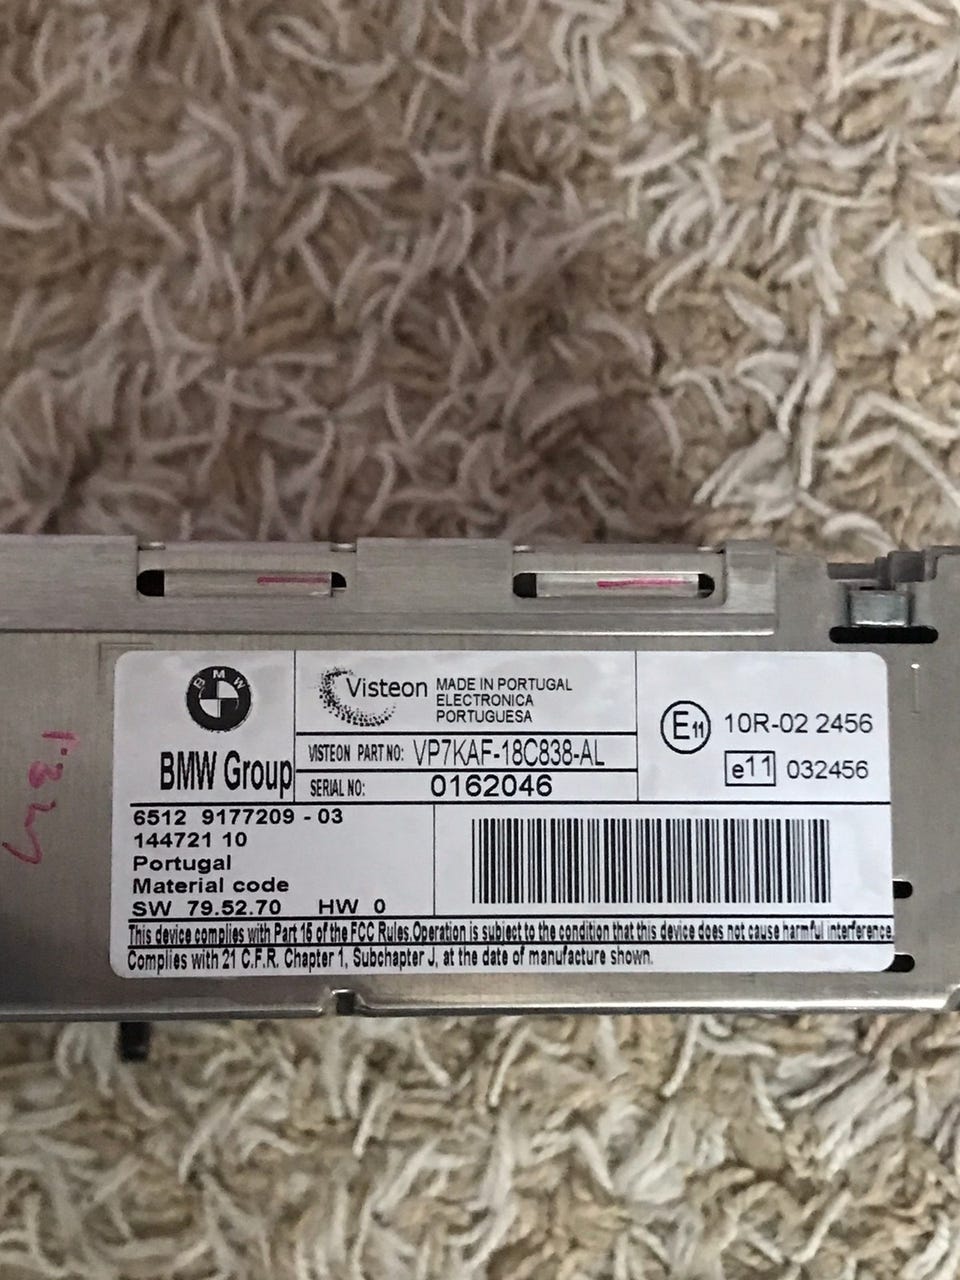 BMW
BMW Group
Visteon
MADE IN PORTUGAL
ELECTRONICA
PORTUGUESA
VISTEON PART NO: VP7KAF-18C838-AL
SERIAL NO: 0162046
E11 10R-02 2456
e11 032456
6512 9177209 - 03
144721 10
Portugal
Material code
SW 79.52.70 HW 0
This device complies with Part 15 of the FCC Rules.Operation is subject to the condition that this device does not cause harmful interference.
Complies with 21 C.F.R. Chapter 1, Subchapter J, at the date of manufacture shown.